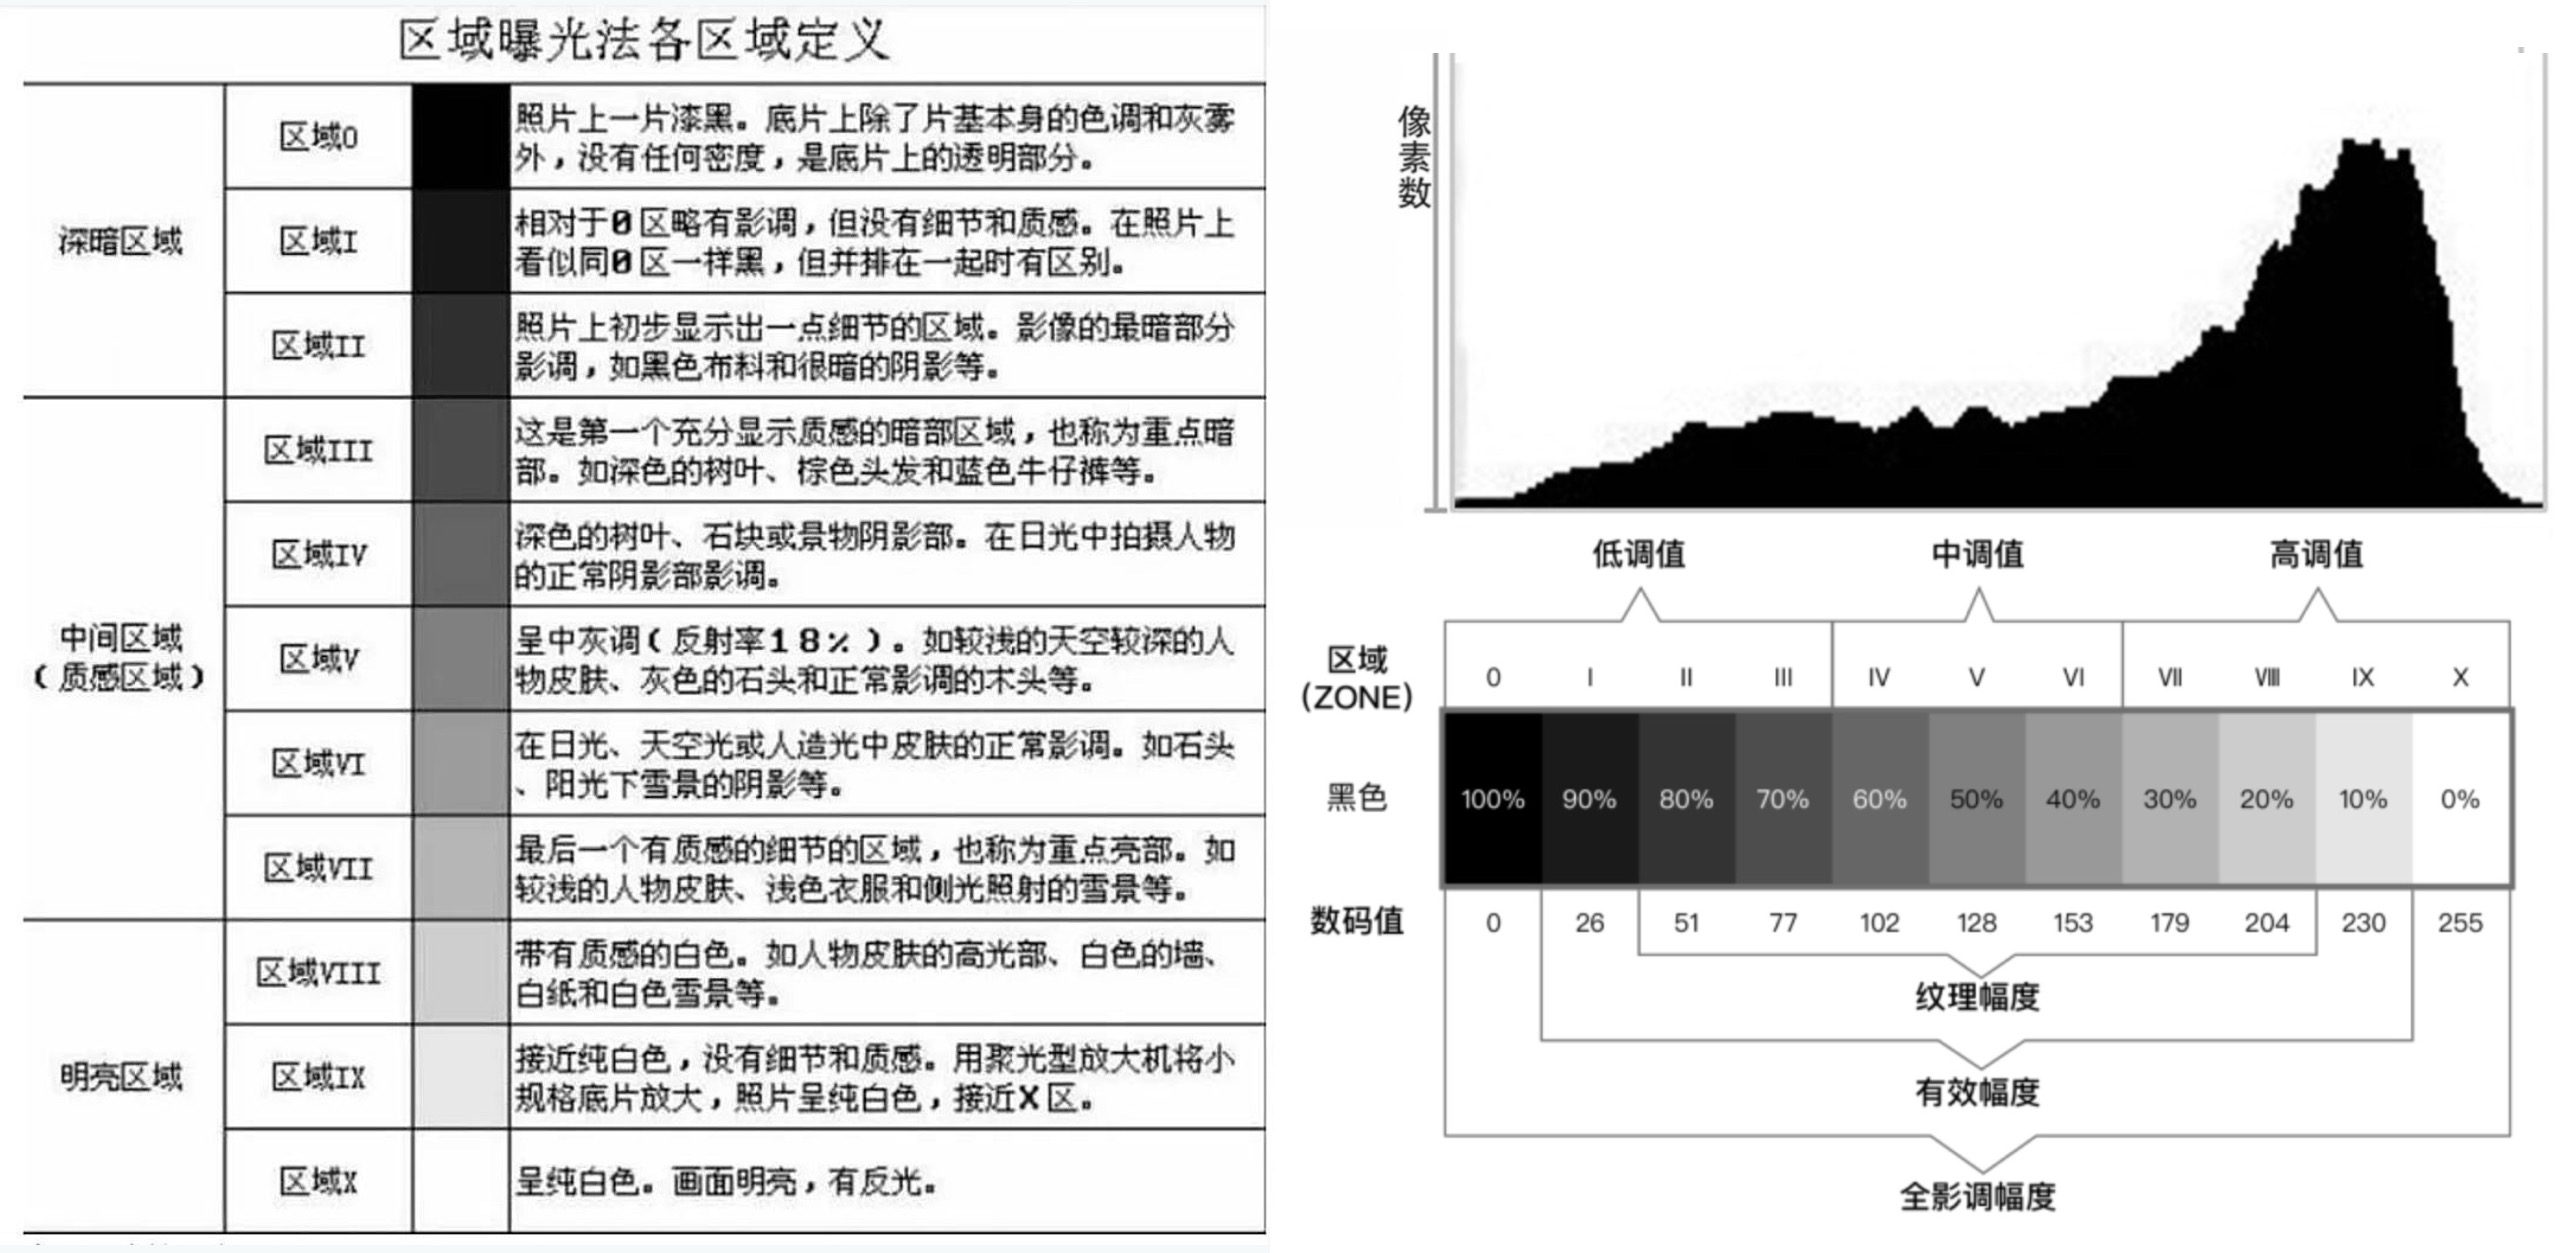 区域曝光法各区域定义
深暗区域
区域0
照片上一片漆黑。底片上除了片基本身的色调和灰雾
外，没有任何密度，是底片上的透明部分。
区域I
相对于0区略有影调，但没有细节和质感。在照片上
看似同0区一样黑，但并排在一起时有区别。
区域II
照片上初步显示出一点细节的区域。影像的最暗部分
影调，如黑色布料和很暗的阴影等。
中间区域
（质感区域）
区域III
这是第一个充分显示质感的暗部区域，也称为重点暗
部。如深色的树叶、棕色头发和蓝色牛仔裤等。
区域IV
深色的树叶、石块或景物阴影部。在日光中拍摄人物
的正常阴影部影调。
区域V
呈中灰调（反射率18%）。如较浅的天空较深的人
物皮肤、灰色的石头和正常影调的木头等。
区域VI
在日光、天空光或人造光中皮肤的正常影调。如石头
、阳光下雪景的阴影等。
区域VII
最后一个有质感的细节的区域，也称为重点亮部。如
较浅的人物皮肤、浅色衣服和侧光照射的雪景等。
明亮区域
区域VIII
带有质感的白色。如人物皮肤的高光部、白色的墙、
白纸和白色雪景等。
区域IX
接近纯白色，没有细节和质感。用聚光型放大机将小
规格底片放大，照片呈纯白色，接近X区。
区域X
呈纯白色。画面明亮，有反光。
像素数
低调值 中调值 高调值
区域
(ZONE)
0 I II III IV V VI VII VIII IX X
黑色 100% 90% 80% 70% 60% 50% 40% 30% 20% 10% 0%
数码值 0 26 51 77 102 128 153 179 204 230 255
纹理幅度
有效幅度
全影调幅度